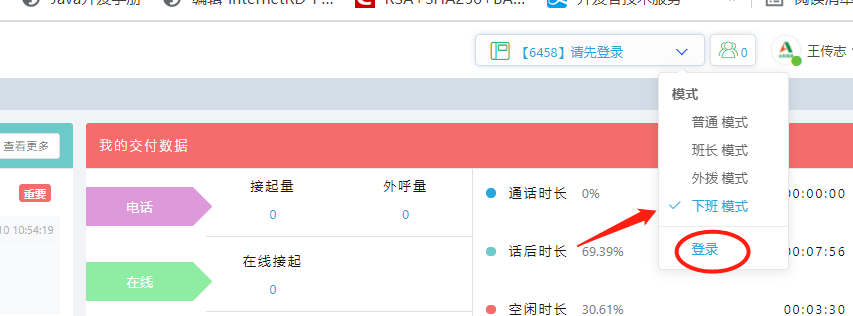 Java开发手册
编辑 InternetRD-
RSA+SHA256+BA...
开发者技术服务
阅读清单
【6458】请先登录
0
王传志
模式
普通 模式
班长 模式
外拨 模式
下班 模式
登录
查看更多
我的交付数据
重要
10 10:54:19
电话
接起量
外呼量
0
0
在线
在线接起
0
通话时长
0%
00:00:00
话后时长
69.39%
00:07:56
空闲时长
30.61%
00:03:30